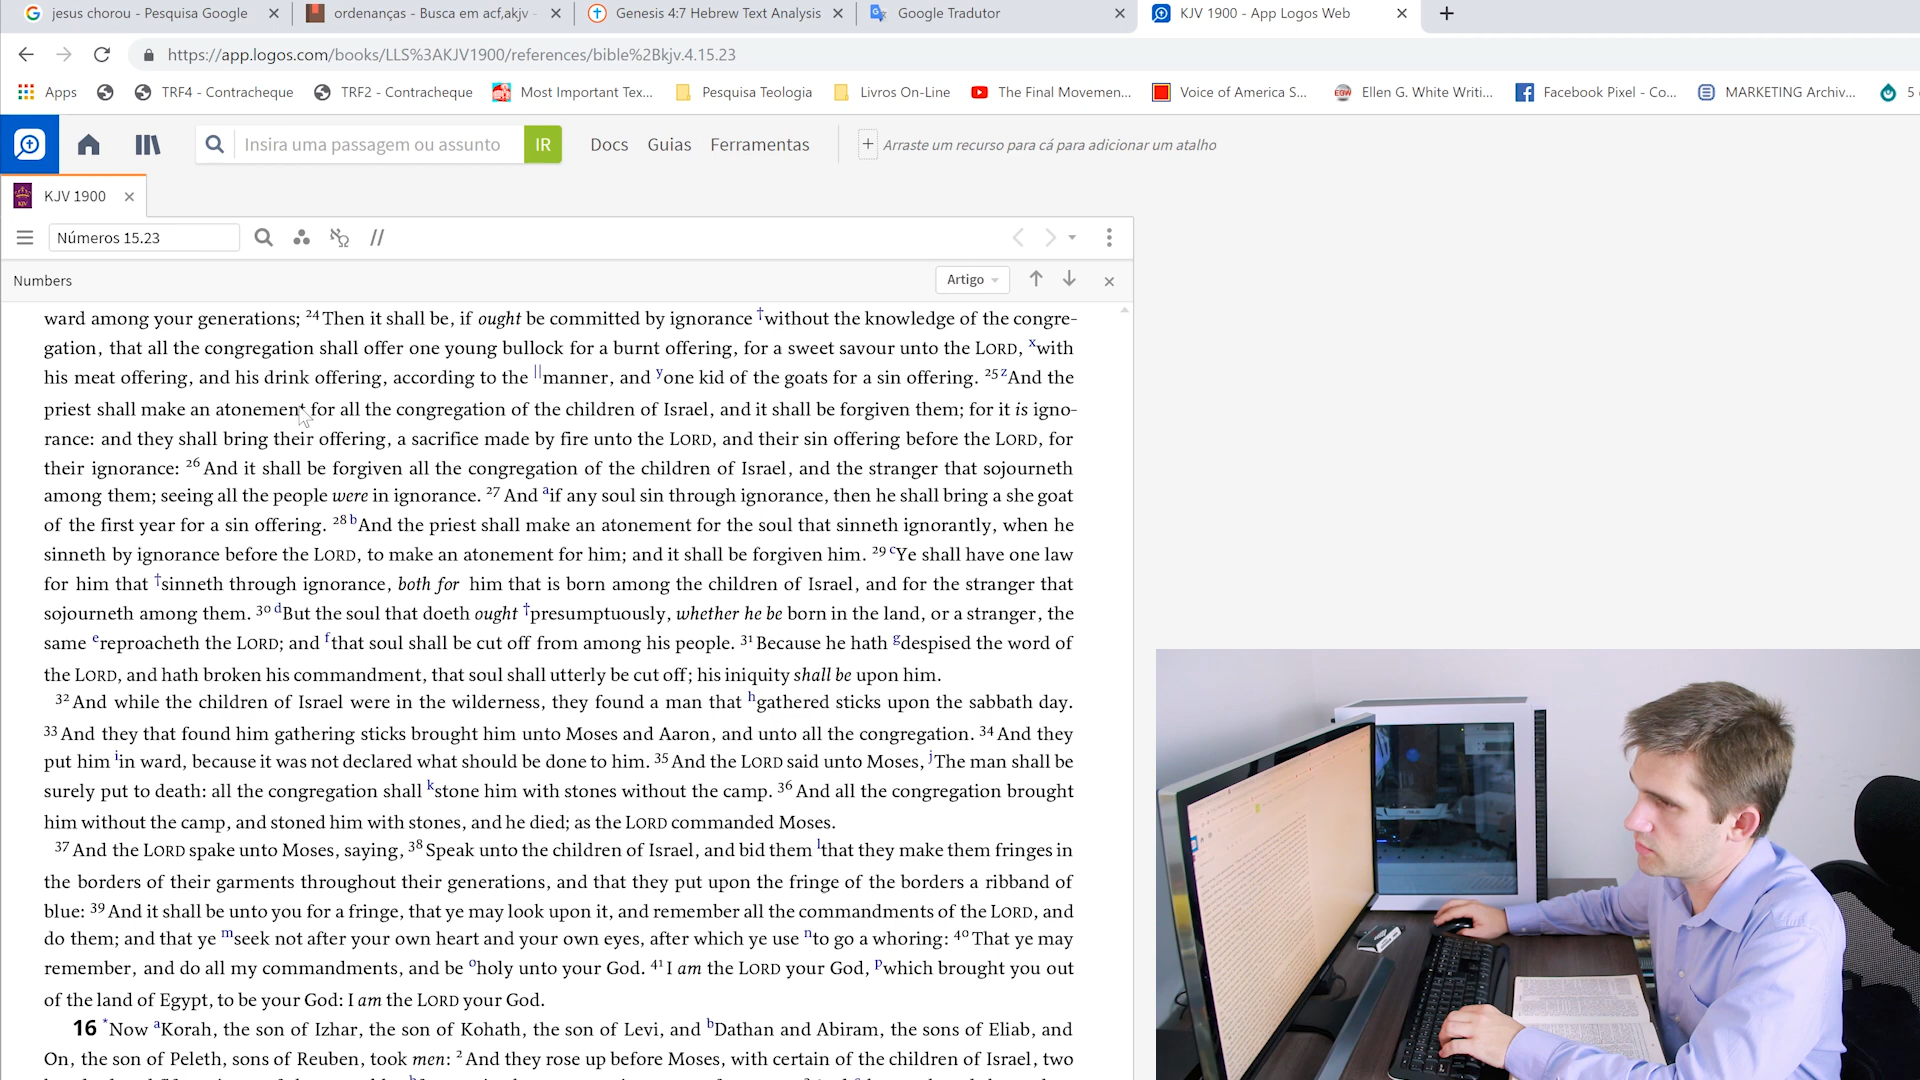 jesus chorou - Pesquisa Google
ordenanças - Busca em acf,akjv -
Genesis 4:7 Hebrew Text Analysis
Google Tradutor
KJV 1900 - App Logos Web
https://app.logos.com/books/LLS%3AKJV1900/references/bible%2Bkjv.4.15.23
Apps
TRF4 - Contracheque
TRF2 - Contracheque
Most Important Tex...
Pesquisa Teologia
Livros On-Line
The Final Movemen...
Voice of America S...
EGW
Ellen G. White Writi...
Facebook Pixel - Co...
MARKETING Archiv...
5
Insira uma passagem ou assunto
IR
Docs
Guias
Ferramentas
Arraste um recurso para cá para adicionar um atalho
KJV 1900
Números 15.23
Numbers
Artigo
ward among your generations; 24 Then it shall be, if ought be committed by ignorance †without the knowledge of the congre-
gation, that all the congregation shall offer one young bullock for a burnt offering, for a sweet savour unto the LORD, xwith
his meat offering, and his drink offering, according to the ||manner, and yone kid of the goats for a sin offering. 25 zAnd the
priest shall make an atonement for all the congregation of the children of Israel, and it shall be forgiven them; for it is igno-
rance: and they shall bring their offering, a sacrifice made by fire unto the LORD, and their sin offering before the LORD, for
their ignorance: 26 And it shall be forgiven all the congregation of the children of Israel, and the stranger that sojourneth
among them; seeing all the people were in ignorance. 27 And aif any soul sin through ignorance, then he shall bring a she goat
of the first year for a sin offering. 28 bAnd the priest shall make an atonement for the soul that sinneth ignorantly, when he
sinneth by ignorance before the LORD, to make an atonement for him; and it shall be forgiven him. 29 cYe shall have one law
for him that †sinneth through ignorance, both for him that is born among the children of Israel, and for the stranger that
sojourneth among them. 30 dBut the soul that doeth ought †presumptuously, whether he be born in the land, or a stranger, the
same ereproacheth the LORD; and fthat soul shall be cut off from among his people. 31 Because he hath gdespised the word of
the LORD, and hath broken his commandment, that soul shall utterly be cut off; his iniquity shall be upon him.
32 And while the children of Israel were in the wilderness, they found a man that hgathered sticks upon the sabbath day.
33 And they that found him gathering sticks brought him unto Moses and Aaron, and unto all the congregation. 34 And they
put him iin ward, because it was not declared what should be done to him. 35 And the LORD said unto Moses, jThe man shall be
surely put to death: all the congregation shall kstone him with stones without the camp. 36 And all the congregation brought
him without the camp, and stoned him with stones, and he died; as the LORD commanded Moses.
37 And the LORD spake unto Moses, saying, 38 Speak unto the children of Israel, and bid them lthat they make them fringes in
the borders of their garments throughout their generations, and that they put upon the fringe of the borders a ribband of
blue: 39 And it shall be unto you for a fringe, that ye may look upon it, and remember all the commandments of the LORD, and
do them; and that ye mseek not after your own heart and your own eyes, after which ye use nto go a whoring: 40 That ye may
remember, and do all my commandments, and be oholy unto your God. 41 I am the LORD your God, pwhich brought you out
of the land of Egypt, to be your God: I am the LORD your God.
16 *Now aKorah, the son of Izhar, the son of Kohath, the son of Levi, and bDathan and Abiram, the sons of Eliab, and
On, the son of Peleth, sons of Reuben, took men: 2 And they rose up before Moses, with certain of the children of Israel, two